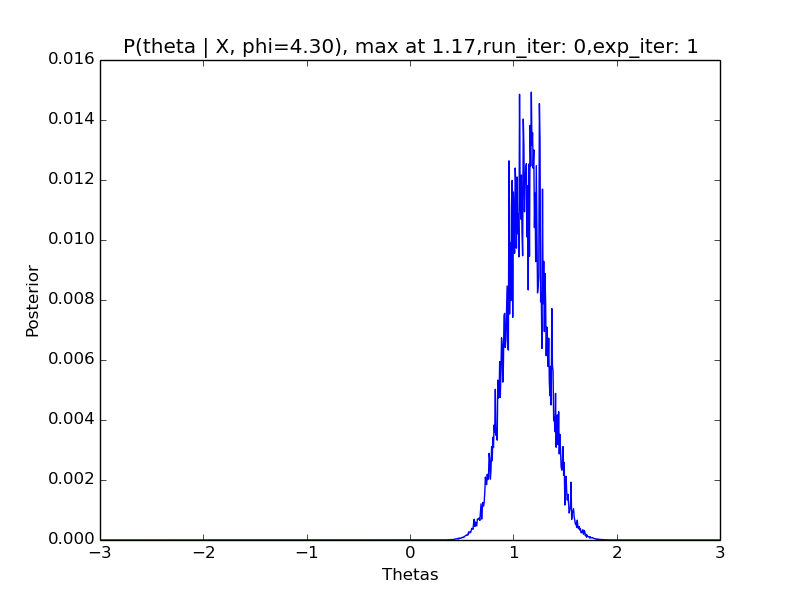 P(theta | X, phi=4.30), max at 1.17,run_iter: 0,exp_iter: 1
0.016
0.014
0.012
0.010
0.008
0.006
0.004
0.002
0.000
Posterior
−3 −2 −1 0 1 2 3
Thetas